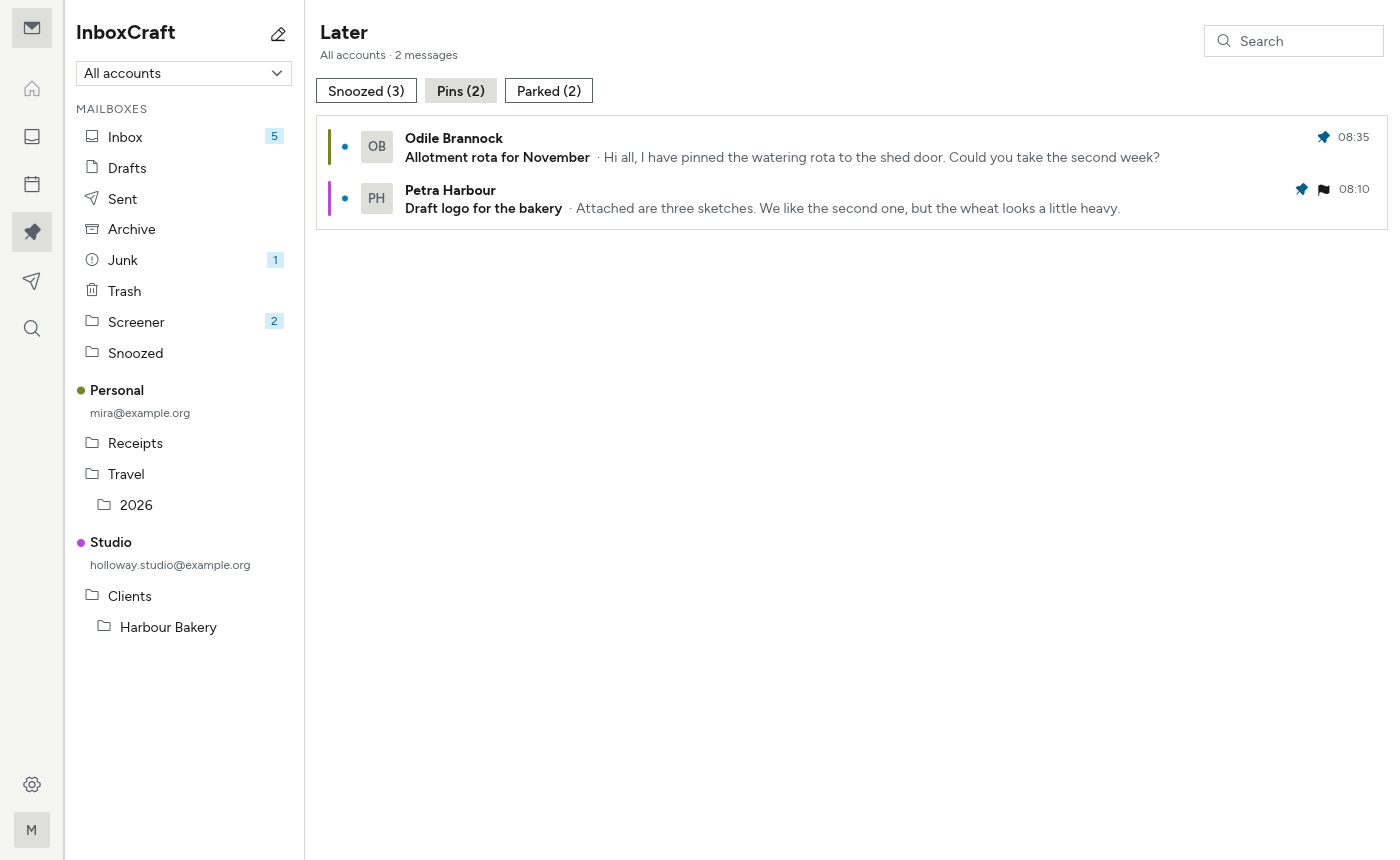 InboxCraft
All accounts
MAILBOXES
Inbox 5
Drafts
Sent
Archive
Junk 1
Trash
Screener 2
Snoozed
Personal
mira@example.org
Receipts
Travel
2026
Studio
holloway.studio@example.org
Clients
Harbour Bakery
M
Later
All accounts · 2 messages
Search
Snoozed (3) Pins (2) Parked (2)
OB Odile Brannock 08:35
Allotment rota for November · Hi all, I have pinned the watering rota to the shed door. Could you take the second week?
PH Petra Harbour 08:10
Draft logo for the bakery · Attached are three sketches. We like the second one, but the wheat looks a little heavy.